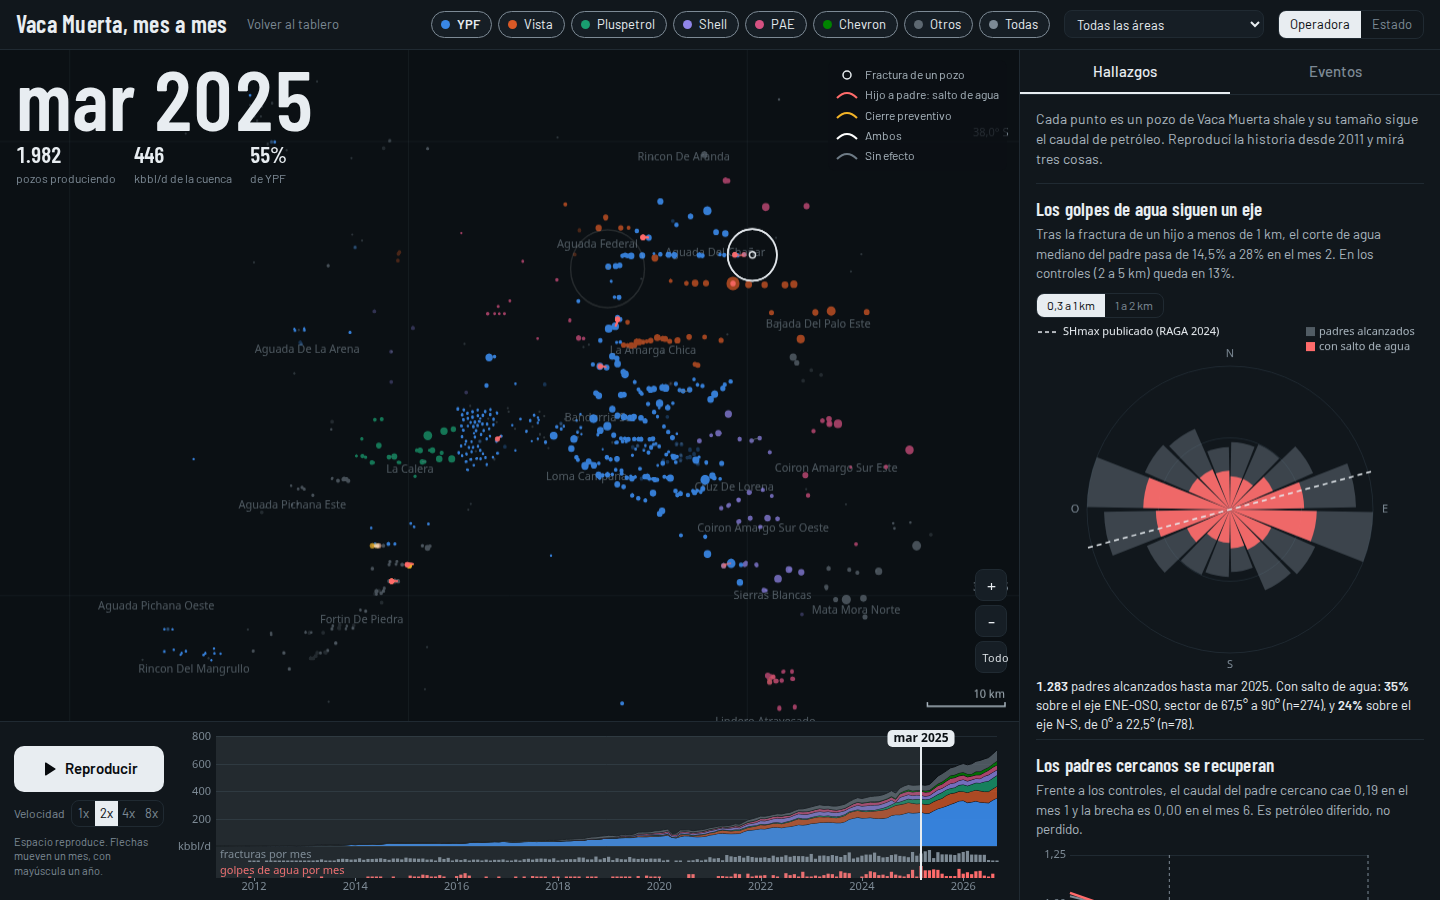 Vaca Muerta, mes a mes
Volver al tablero
YPF
Vista
Pluspetrol
Shell
PAE
Chevron
Otros
Todas
Todas las áreas
Operadora
Estado
mar 2025
1.982
446
55%
pozos produciendo
kbbl/d de la cuenca
de YPF
Fractura de un pozo
Hijo a padre: salto de agua
Cierre preventivo
Ambos
Sin efecto
38,0° S
Rincon De Aranda
Aguada Federal
Aguada Del Chañar
Bajada Del Palo Este
Aguada De La Arena
La Amarga Chica
Bandurria Sur
La Calera
Loma Campana
Coiron Amargo Sur Este
Cruz De Lorena
Aguada Pichana Este
Coiron Amargo Sur Oeste
Sierras Blancas
Aguada Pichana Oeste
Mata Mora Norte
Fortin De Piedra
Rincon Del Mangrullo
Lindero Atravesado
+
−
Todo
10 km
Hallazgos
Eventos
Cada punto es un pozo de Vaca Muerta shale y su tamaño sigue
el caudal de petróleo. Reproducí la historia desde 2011 y mirá
tres cosas.
Los golpes de agua siguen un eje
Tras la fractura de un hijo a menos de 1 km, el corte de agua
mediano del padre pasa de 14,5% a 28% en el mes 2. En los
controles (2 a 5 km) queda en 13%.
0,3 a 1 km
1 a 2 km
SHmax publicado (RAGA 2024)
padres alcanzados
con salto de agua
N
O
E
S
1.283 padres alcanzados hasta mar 2025. Con salto de agua: 35%
sobre el eje ENE-OSO, sector de 67,5° a 90° (n=274), y 24% sobre el
eje N-S, de 0° a 22,5° (n=78).
Los padres cercanos se recuperan
Frente a los controles, el caudal del padre cercano cae 0,19 en el
mes 1 y la brecha es 0,00 en el mes 6. Es petróleo diferido, no
perdido.
1,25
Reproducir
Velocidad
1x
2x
4x
8x
Espacio reproduce. Flechas
mueven un mes, con
mayúscula un año.
mar 2025
800
600
400
200
kbbl/d
fracturas por mes
golpes de agua por mes
2012
2014
2016
2018
2020
2022
2024
2026